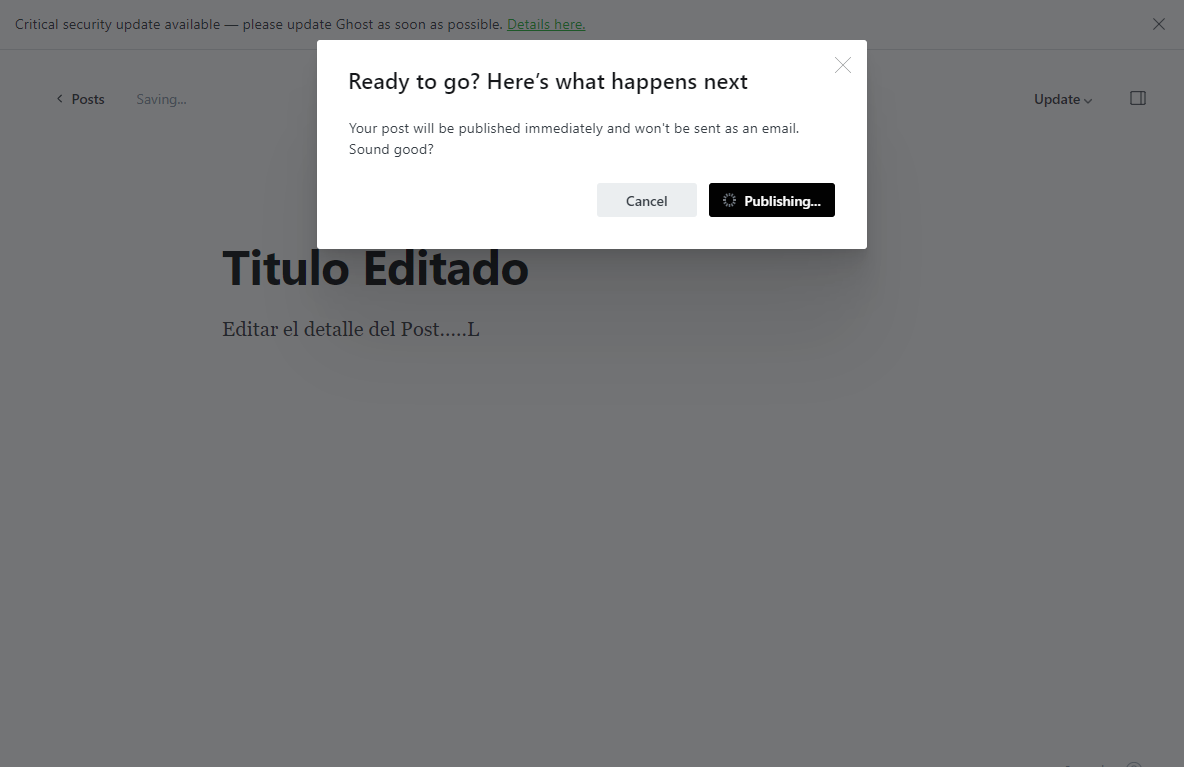 Critical security update available — please update Ghost as soon as possible. Details here.
Ready to go? Here’s what happens next
Posts
Saving...
Update
Your post will be published immediately and won't be sent as an email.
Sound good?
Cancel
Publishing...
Titulo Editado
Editar el detalle del Post.....L